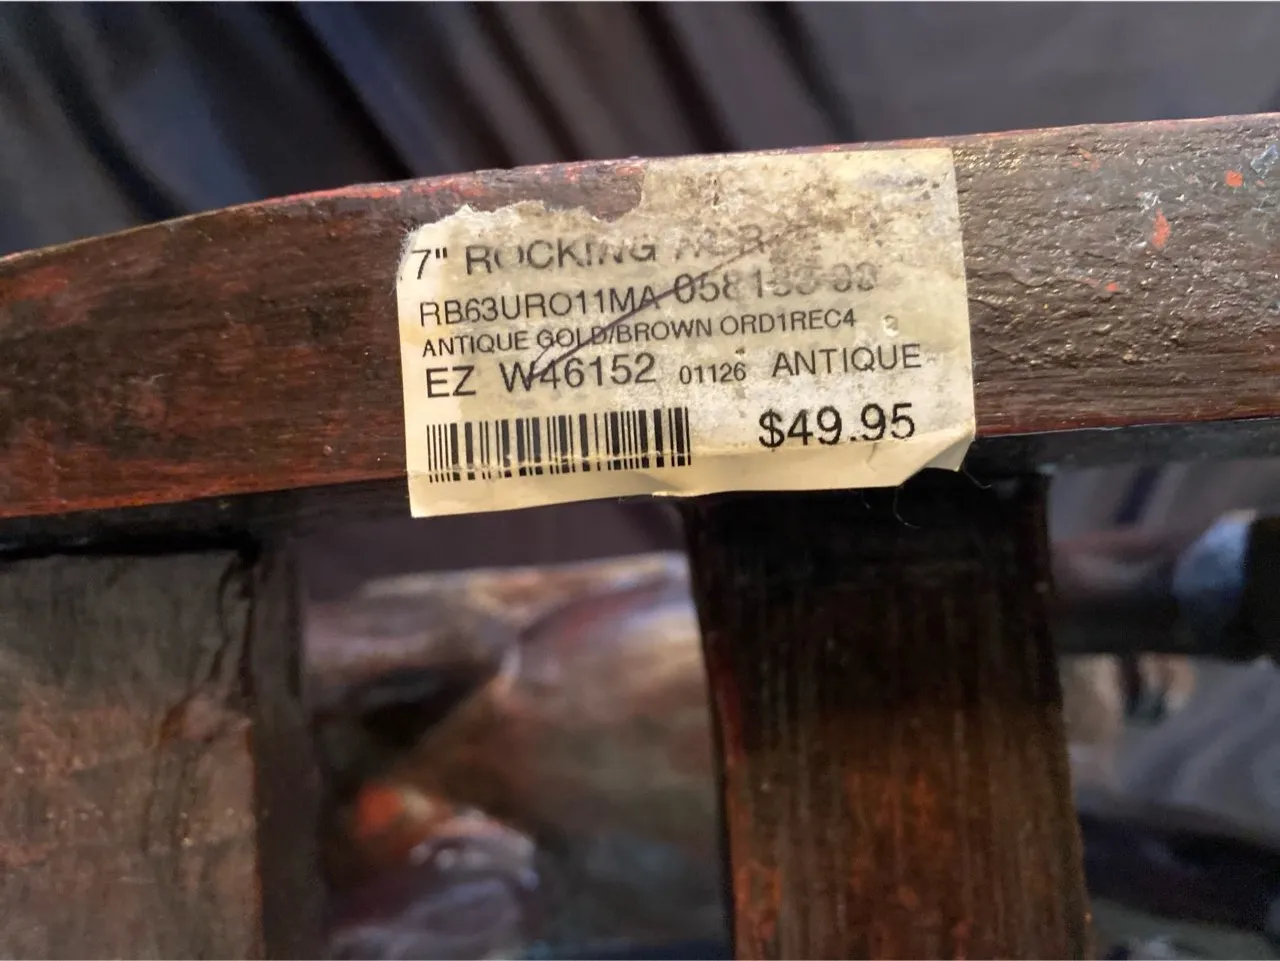 7" ROCKING
RB63URO11MA
ANTIQUE GOLD/BROWN ORD1REC4
EZ W46152 01126 ANTIQUE
$49.95